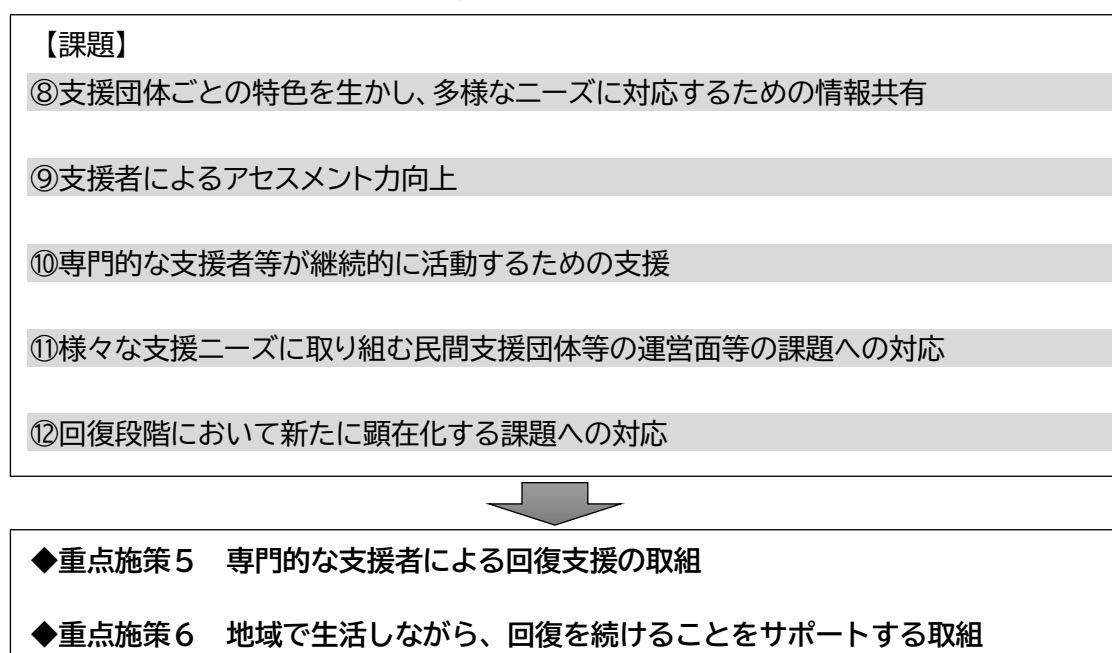 【課題】
⑧支援団体ごとの特色を生かし、多様なニーズに対応するための情報共有
⑨支援者によるアセスメント力向上
⑩専門的な支援者等が継続的に活動するための支援
⑪様々な支援ニーズに取り組む民間支援団体等の運営面等の課題への対応
⑫回復段階において新たに顕在化する課題への対応
◆重点施策５　専門的な支援者による回復支援の取組
◆重点施策６　地域で生活しながら、回復を続けることをサポートする取組